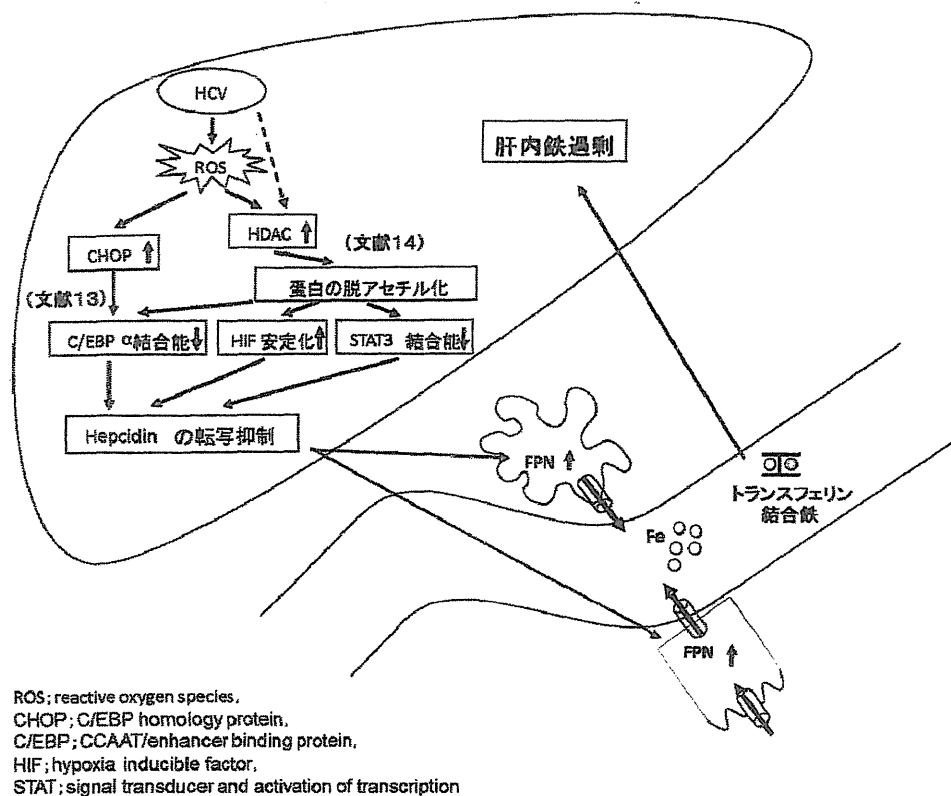 HCV
肝内鉄過剰
ROS
HDAC ↑
CHOP ↑
(文献14)
蛋白の脱アセチル化
(文献13)
C/EBP α結合能↓
HIF 安定化↑
STAT3 結合能↓
Hepcidin の転写抑制
FPN ↑
トランスフェリン
結合鉄
Fe
FPN ↑
ROS; reactive oxygen species,
CHOP; C/EBP homology protein,
C/EBP; CCAAT/enhancer binding protein,
HIF; hypoxia inducible factor,
STAT; signal transducer and activation of transcription